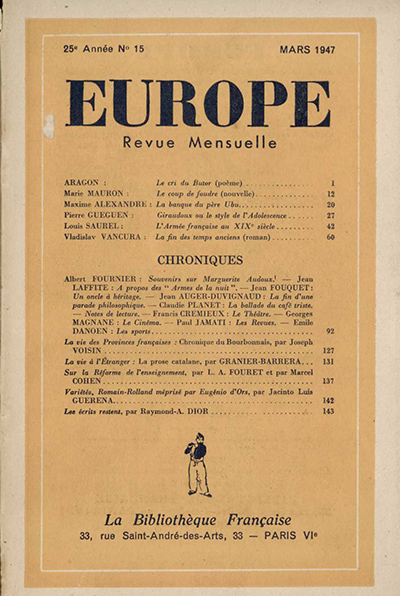 25e Année No 15 MARS 1947
EUROPE
Revue Mensuelle
ARAGON : Le cri du Butor (poème) . . . . . . . . . . . . . . . . 1
Marie MAURON : Le coup de foudre (nouvelle) . . . . . . . . . . . . . 12
Maxime ALEXANDRE : La banque du père Ubu. . . . . . . . . . . . . . . . 20
Pierre GUEGUEN : Giraudoux ou le style de l'Adolescence . . . . . . 27
Louis SAUREL : L'Armée française au XIXe siècle . . . . . . . . . . 42
Vladislav VANCURA : La fin des temps anciens (roman) . . . . . . . . . 60
CHRONIQUES
Albert FOURNIER : Souvenirs sur Marguerite Audoux. — Jean
LAFFITE : A propos des " Armes de la nuit ". — Jean FOUQUET :
Un oncle à héritage. — Jean AUGER-DUVIGNAUD : La fin d'une
parade philosophique. — Claudie PLANET : La ballade du café triste.
— Notes de lecture. — Francis CREMIEUX : Le Théâtre. — Georges
MAGNANE : Le Cinéma. — Paul JAMATI : Les Revues. — Emile
DANOEN : Les sports . . . . . . . . . . . . . . . . . . . . . . . . 92
La vie des Provinces françaises : Chronique du Bourbonnais, par Joseph
VOISIN . . . . . . . . . . . . . . . . . . . . . . . . . . . . 127
La vie à l'Étranger : La prose catalane, par GRANIER-BARRERA. . . 131
Sur la Réforme de l'enseignement, par L. A. FOURET et par Marcel
COHEN . . . . . . . . . . . . . . . . . . . . . . . . . . . . 137
Variétés, Romain-Rolland méprisé par Eugénio d'Ors, par Jacinto Luis
GUERENA. . . . . . . . . . . . . . . . . . . . . . . . . . . . 142
Les écrits restent, par Raymond-A. DIOR . . . . . . . . . . . . . . 143
La Bibliothèque Française
33, rue Saint-André-des-Arts, 33 — PARIS VIe